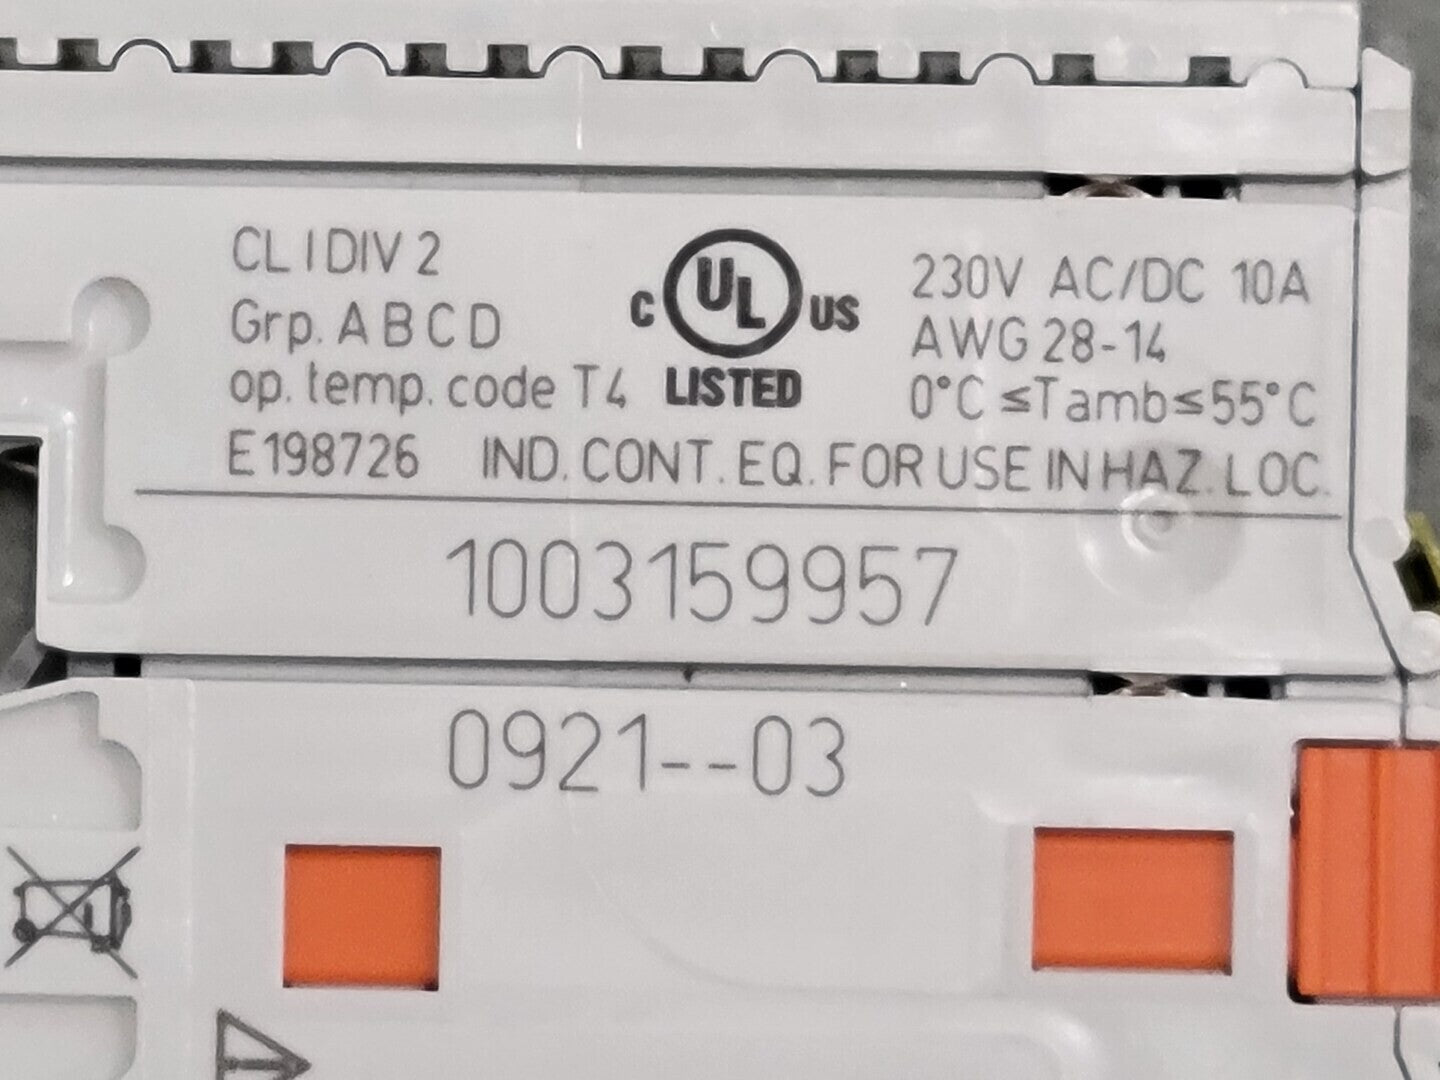 CL I DIV 2
Grp. A B C D
op. temp. code T4
E198726 IND. CONT. EQ. FOR USE IN HAZ. LOC.
C UL US
LISTED
230V AC/DC 10A
AWG 28-14
0°C ≤Tamb≤55°C
1003159957
0921--03